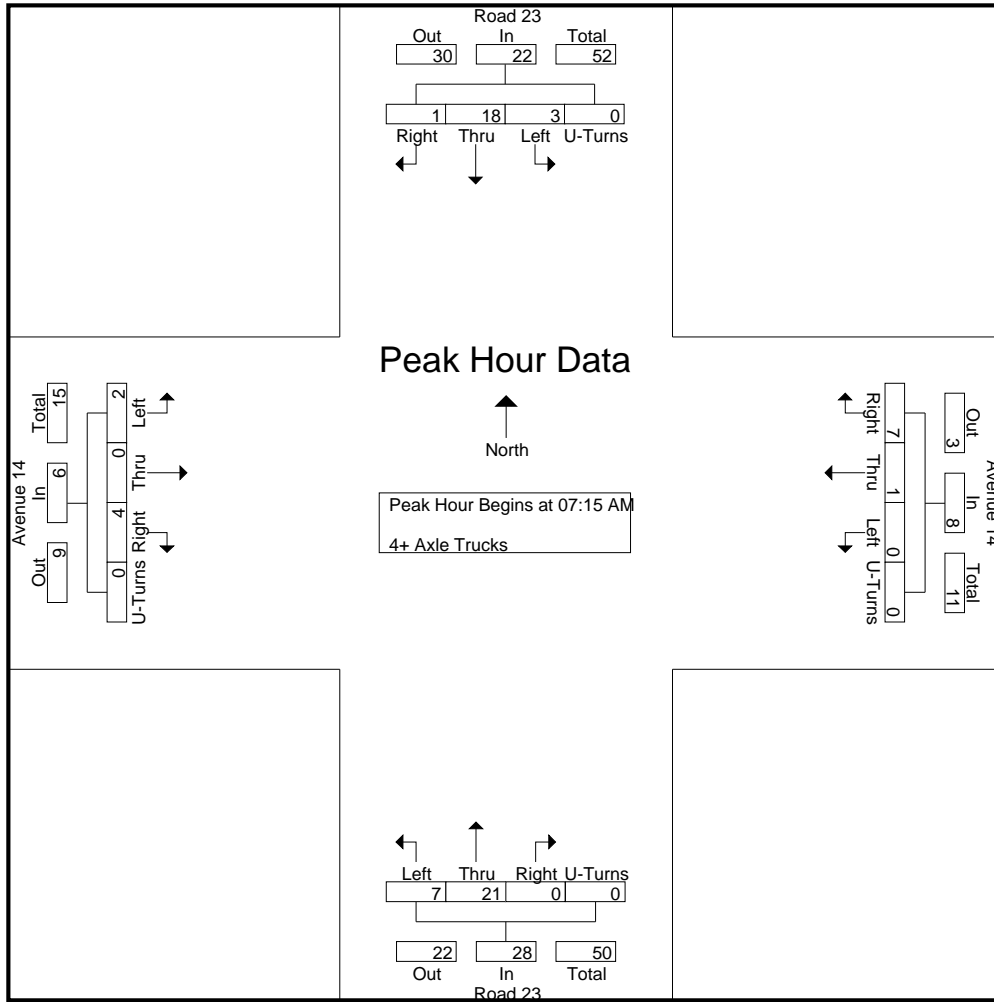 Road 23
Out In Total
30 22 52
1 18 3 0
Right Thru Left U-Turns
Peak Hour Data
North
Peak Hour Begins at 07:15 AM
4+ Axle Trucks
Avenue 14
Total In Out
15 6 9
2 0 4 0
Left Thru Right U-Turns
Avenue 14
Out In Total
3 8 11
7 1 0 0
Right Thru Left U-Turns
Left Thru Right U-Turns
7 21 0 0
22 28 50
Out In Total
Road 23